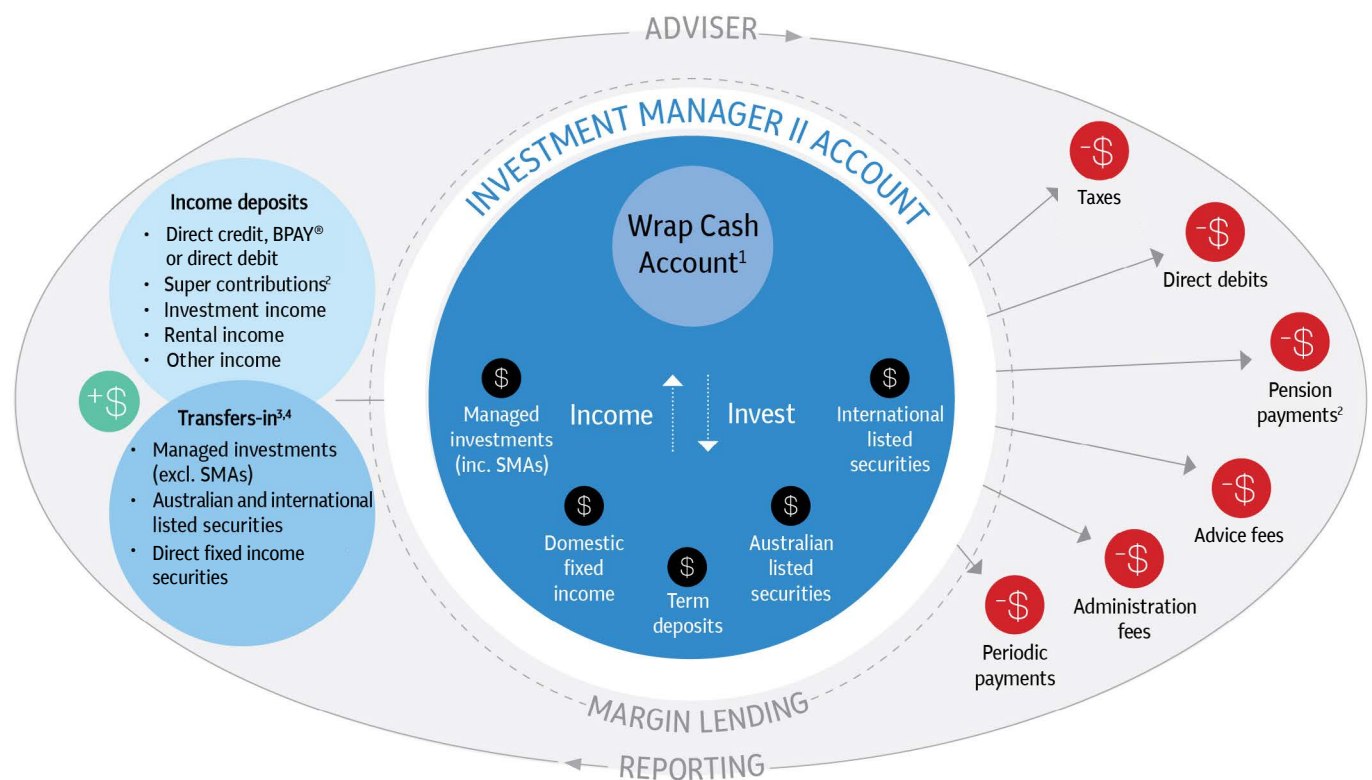 ADVISER
INVESTMENT MANAGER II ACCOUNT
Income deposits
• Direct credit, BPAY®
or direct debit
• Super contributions²
• Investment income
• Rental income
• Other income
+$
Transfers-in³,⁴
• Managed investments
(excl. SMAs)
• Australian and international
listed securities
• Direct fixed income
securities
Wrap Cash
Account¹
Income
Invest
$
Managed
investments
(inc. SMAs)
$
Domestic
fixed
income
$
Term
deposits
$
Australian
listed
securities
$
International
listed
securities
-$
Taxes
-$
Direct debits
-$
Pension
payments²
-$
Advice fees
-$
Administration
fees
-$
Periodic
payments
MARGIN LENDING
REPORTING